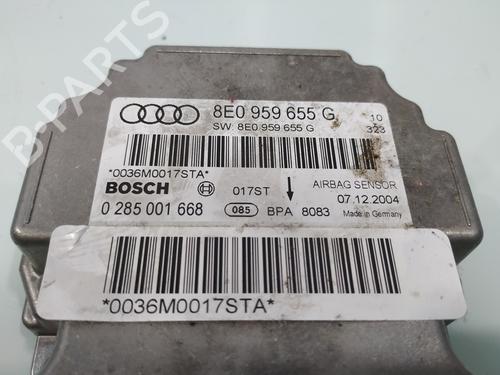 8E0 959 655 G
10
SW: 8E0 959 655 G
323
*0036M0017STA*
BOSCH
017ST
AIRBAG SENSOR
07.12.2004
0 285 001 668
085
BPA 8083
Made in Germany
*0036M0017STA*
B-PARTS